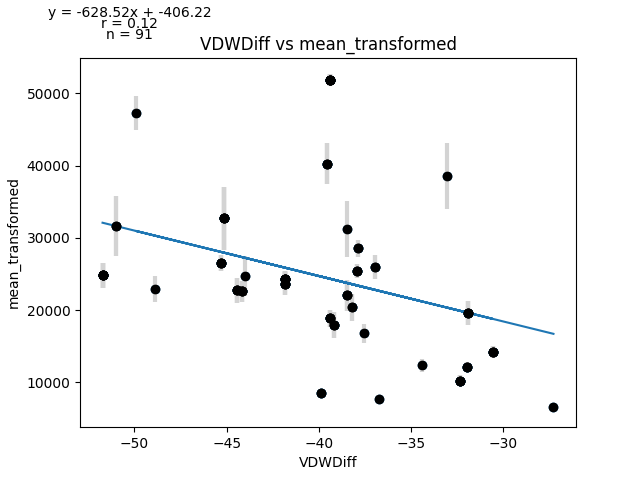 y = -628.52x + -406.22
r = 0.12
n = 91
VDWDiff vs mean_transformed
50000
40000
30000
20000
10000
mean_transformed
−50
−45
−40
−35
−30
VDWDiff